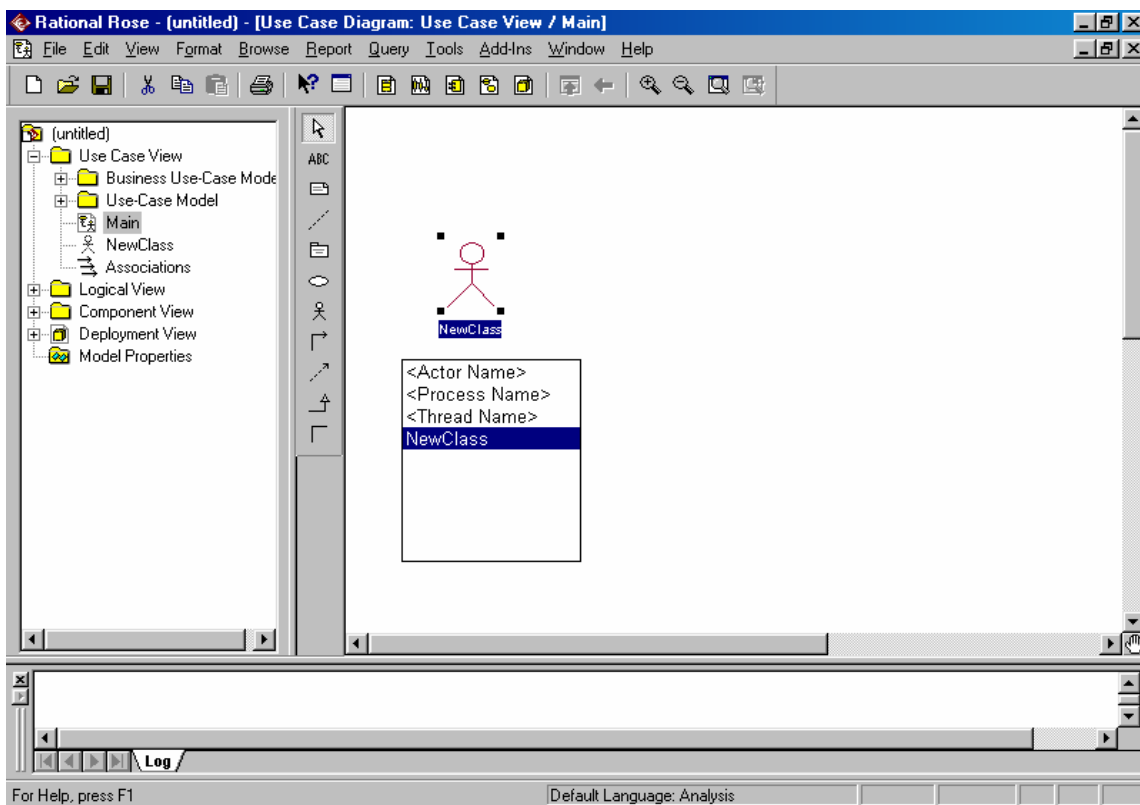 Rational Rose - (untitled) - [Use Case Diagram: Use Case View / Main]
File Edit View Format Browse Report Query Tools Add-Ins Window Help
(untitled)
Use Case View
Business Use-Case Mode
Use-Case Model
Main
NewClass
Associations
Logical View
Component View
Deployment View
Model Properties
ABC
NewClass
<Actor Name>
<Process Name>
<Thread Name>
NewClass
Log
For Help, press F1
Default Language: Analysis